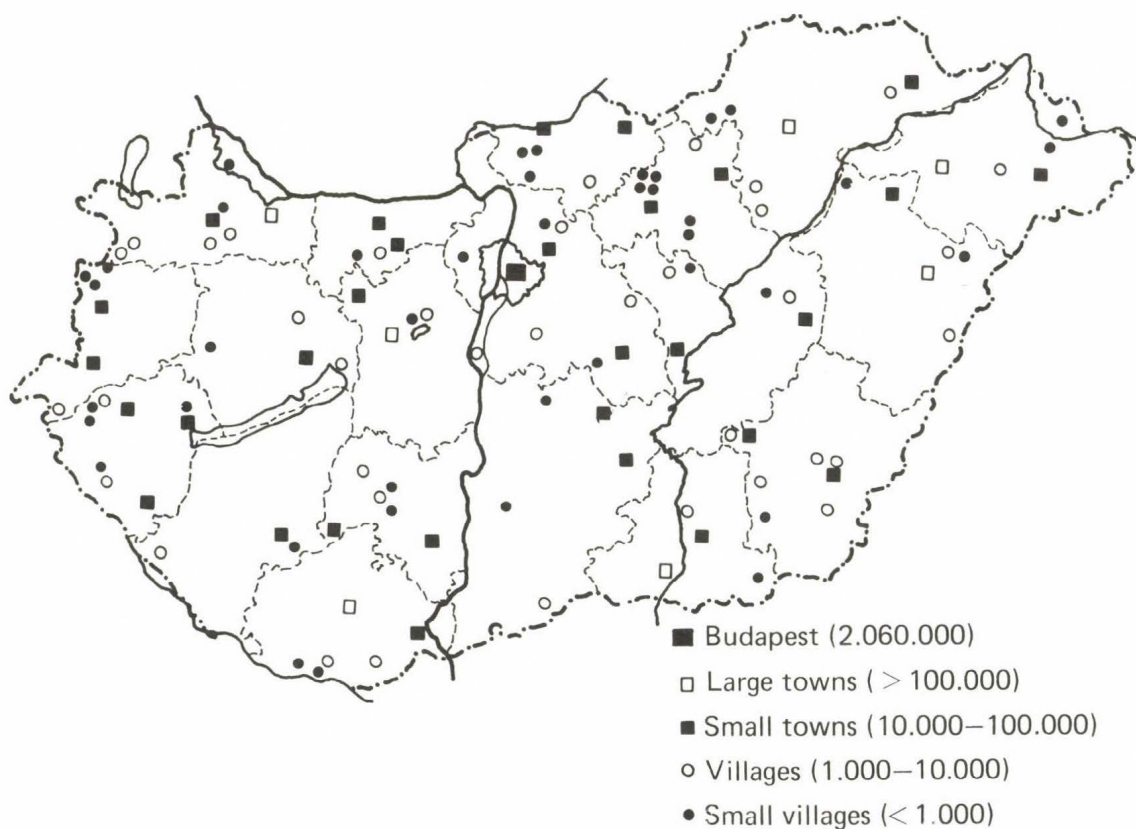 Budapest (2.060.000)
Large towns ( > 100.000)
Small towns (10.000—100.000)
Villages (1.000—10.000)
Small villages (< 1.000)